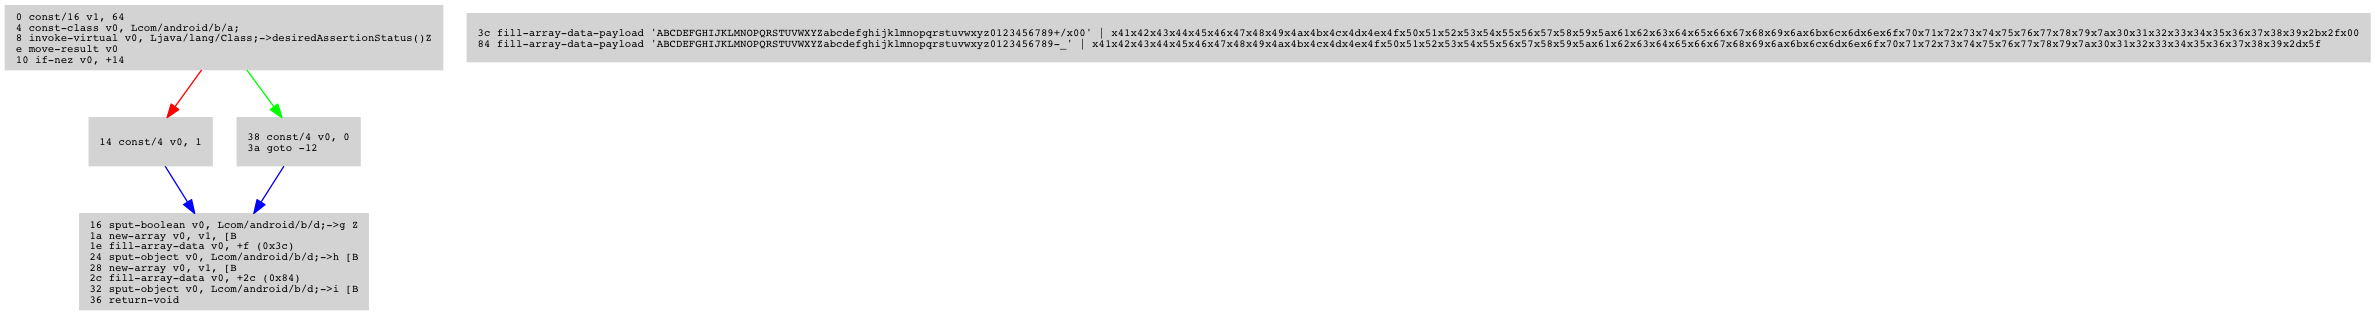 0 const/16 v1, 64
4 const-class v0, Lcom/android/b/a;
8 invoke-virtual v0, Ljava/lang/Class;->desiredAssertionStatus()Z
e move-result v0
10 if-nez v0, +14
3c fill-array-data-payload 'ABCDEFGHIJKLMNOPQRSTUVWXYZabcdefghijklmnopqrstuvwxyz0123456789+/x00' | x41x42x43x44x45x46x47x48x49x4ax4bx4cx4dx4ex4fx50x51x52x53x54x55x56x57x58x59x5ax61x62x63x64x65x66x67x68x69x6ax6bx6cx6dx6ex6fx70x71x72x73x74x75x76x77x78x79x7ax30x31x32x33x34x35x36x37x38x39x2bx2fx00
84 fill-array-data-payload 'ABCDEFGHIJKLMNOPQRSTUVWXYZabcdefghijklmnopqrstuvwxyz0123456789-_' | x41x42x43x44x45x46x47x48x49x4ax4bx4cx4dx4ex4fx50x51x52x53x54x55x56x57x58x59x5ax61x62x63x64x65x66x67x68x69x6ax6bx6cx6dx6ex6fx70x71x72x73x74x75x76x77x78x79x7ax30x31x32x33x34x35x36x37x38x39x2dx5f
14 const/4 v0, 1
38 const/4 v0, 0
3a goto -12
16 sput-boolean v0, Lcom/android/b/d;->g Z
1a new-array v0, v1, [B
1e fill-array-data v0, +f (0x3c)
24 sput-object v0, Lcom/android/b/d;->h [B
28 new-array v0, v1, [B
2c fill-array-data v0, +2c (0x84)
32 sput-object v0, Lcom/android/b/d;->i [B
36 return-void